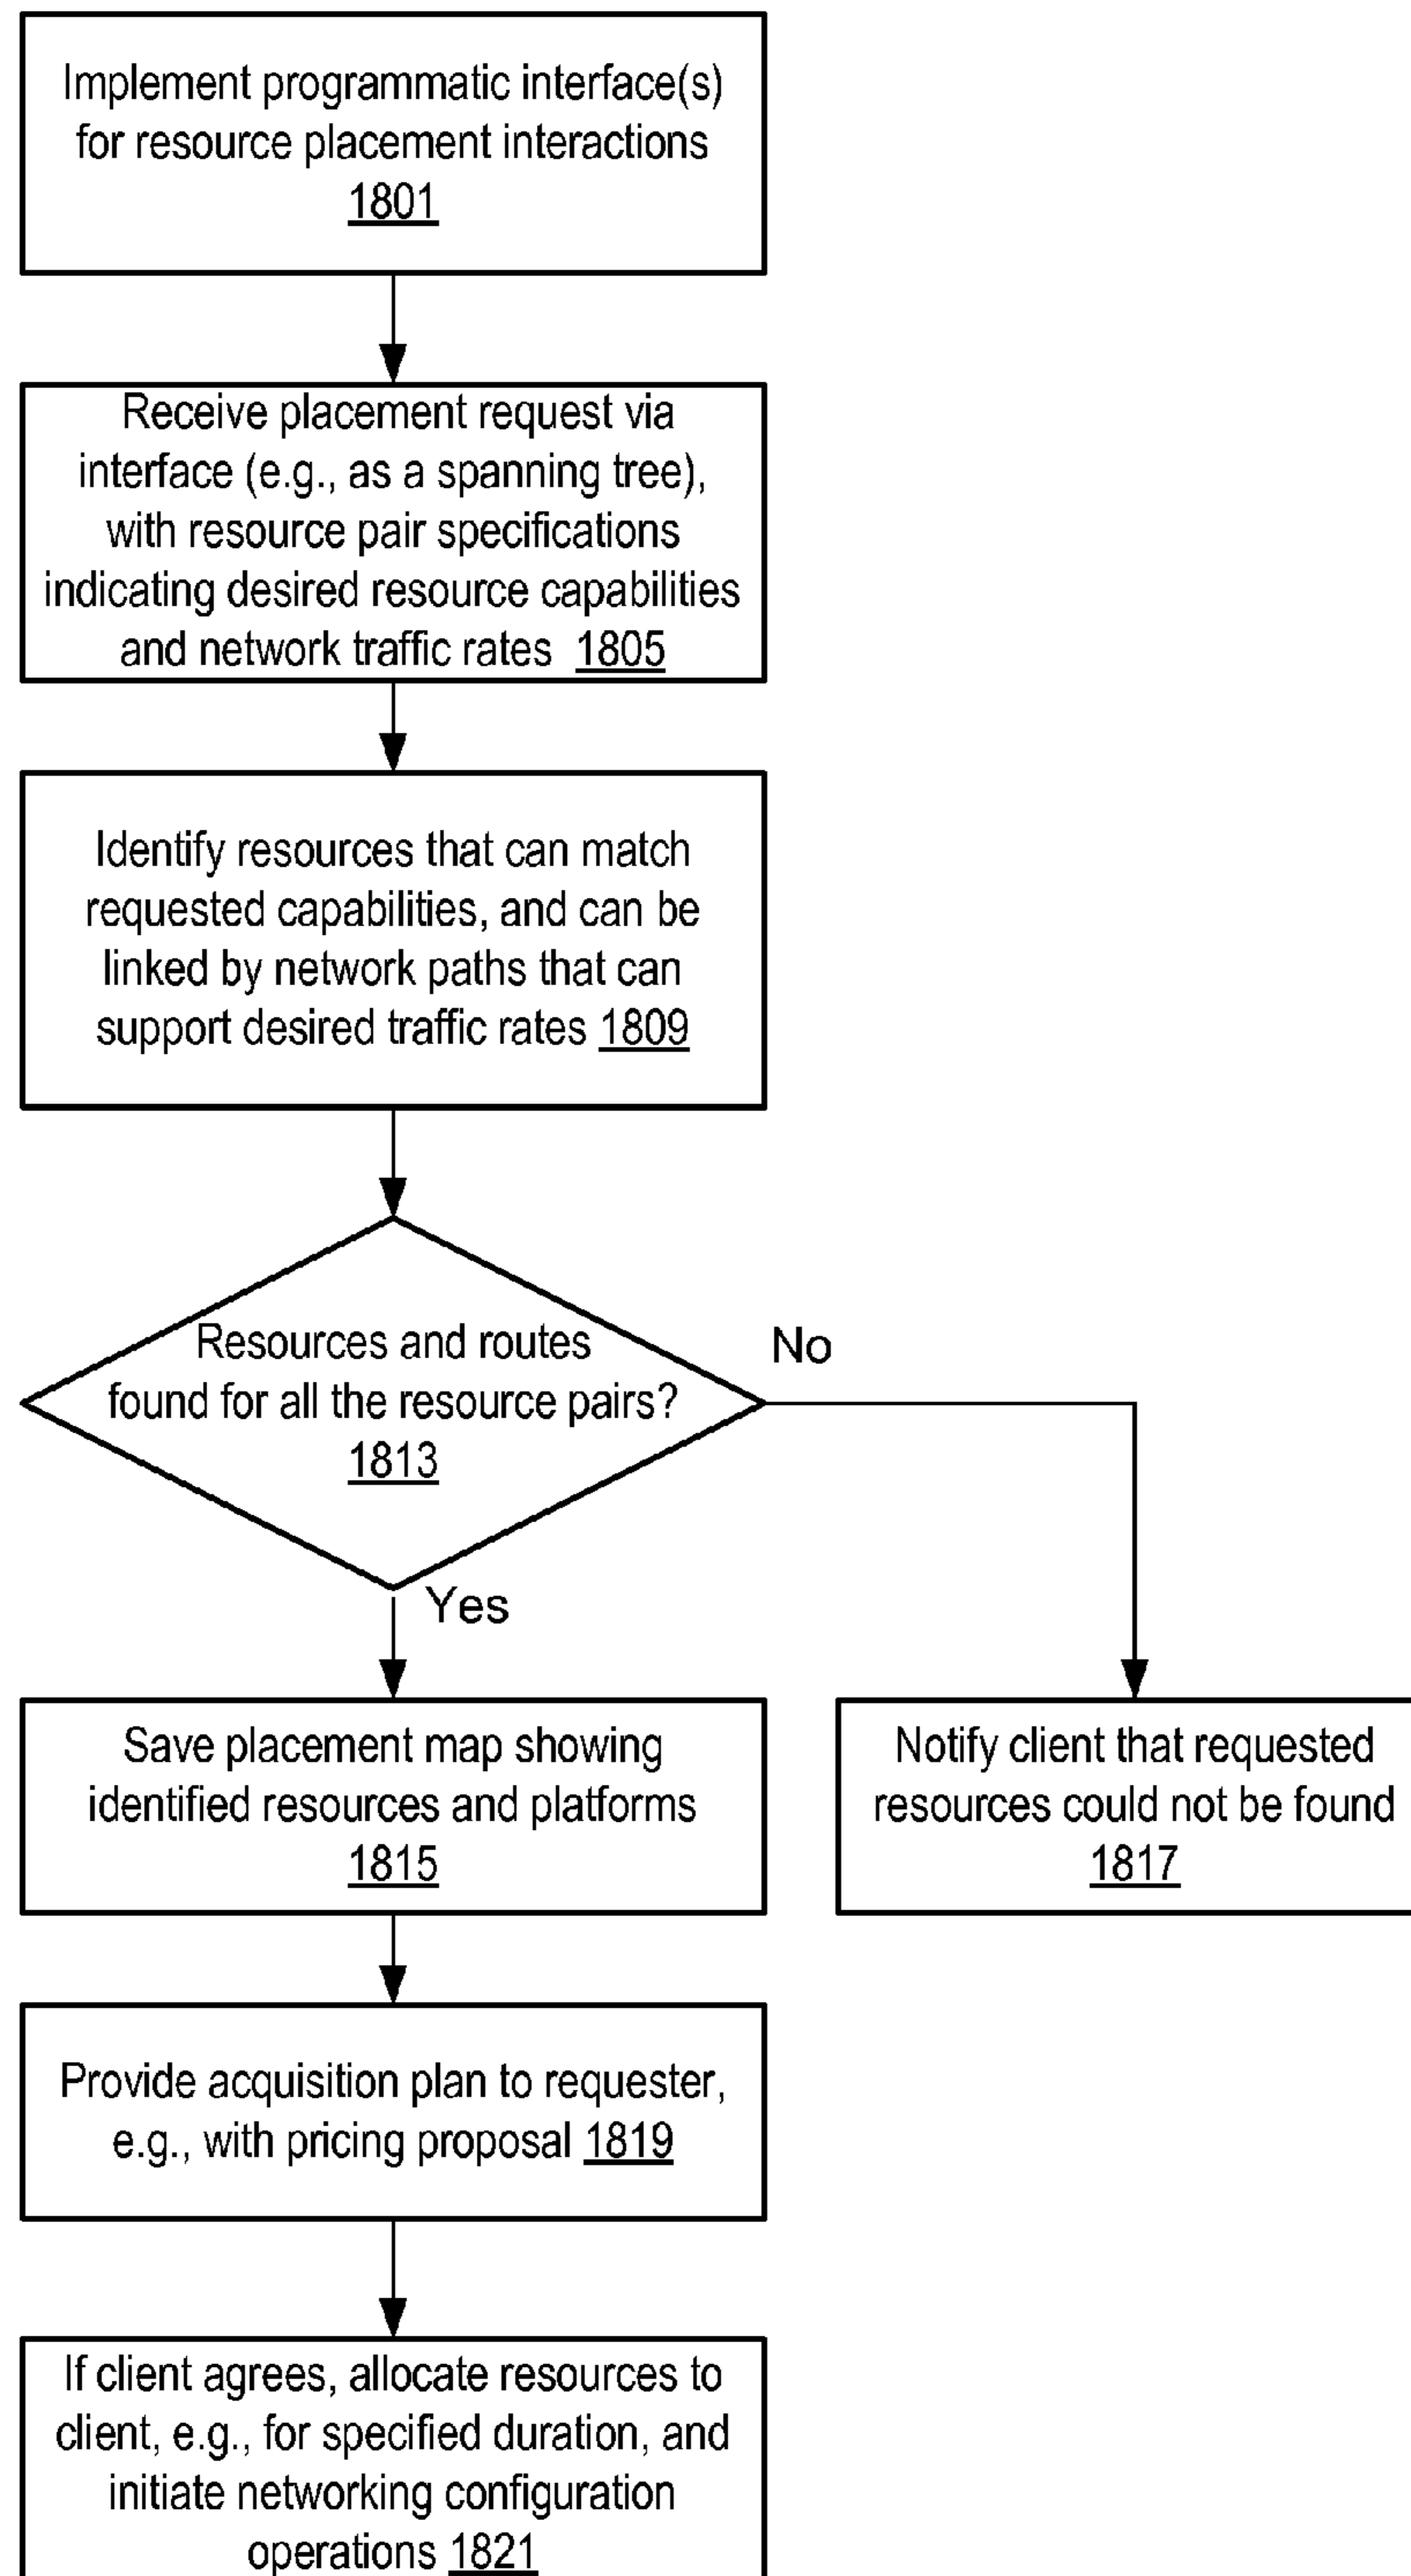 Implement programmatic interface(s)
for resource placement interactions
1801
Receive placement request via
interface (e.g., as a spanning tree),
with resource pair specifications
indicating desired resource capabilities
and network traffic rates 1805
Identify resources that can match
requested capabilities, and can be
linked by network paths that can
support desired traffic rates 1809
Resources and routes
found for all the resource pairs?
1813
No
Yes
Save placement map showing
identified resources and platforms
1815
Notify client that requested
resources could not be found
1817
Provide acquisition plan to requester,
e.g., with pricing proposal 1819
If client agrees, allocate resources to
client, e.g., for specified duration, and
initiate networking configuration
operations 1821